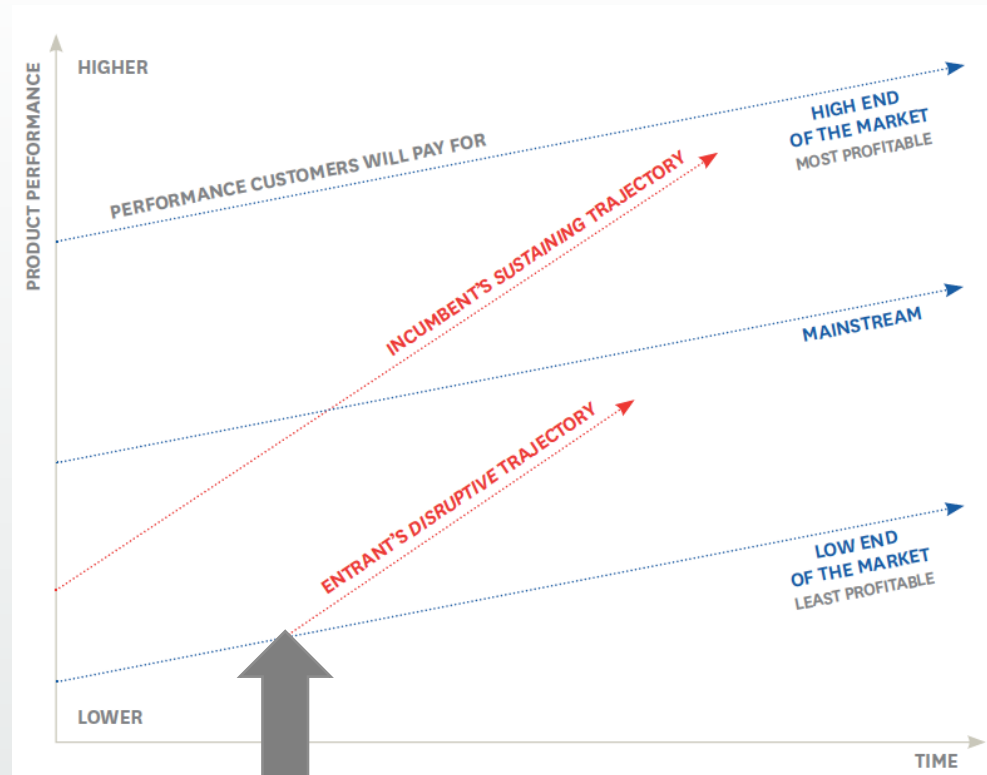 HIGHER
PRODUCT PERFORMANCE
PERFORMANCE CUSTOMERS WILL PAY FOR
HIGH END
OF THE MARKET
MOST PROFITABLE
INCUMBENT'S SUSTAINING TRAJECTORY
MAINSTREAM
ENTRANT'S DISRUPTIVE TRAJECTORY
LOW END
OF THE MARKET
LEAST PROFITABLE
LOWER
TIME